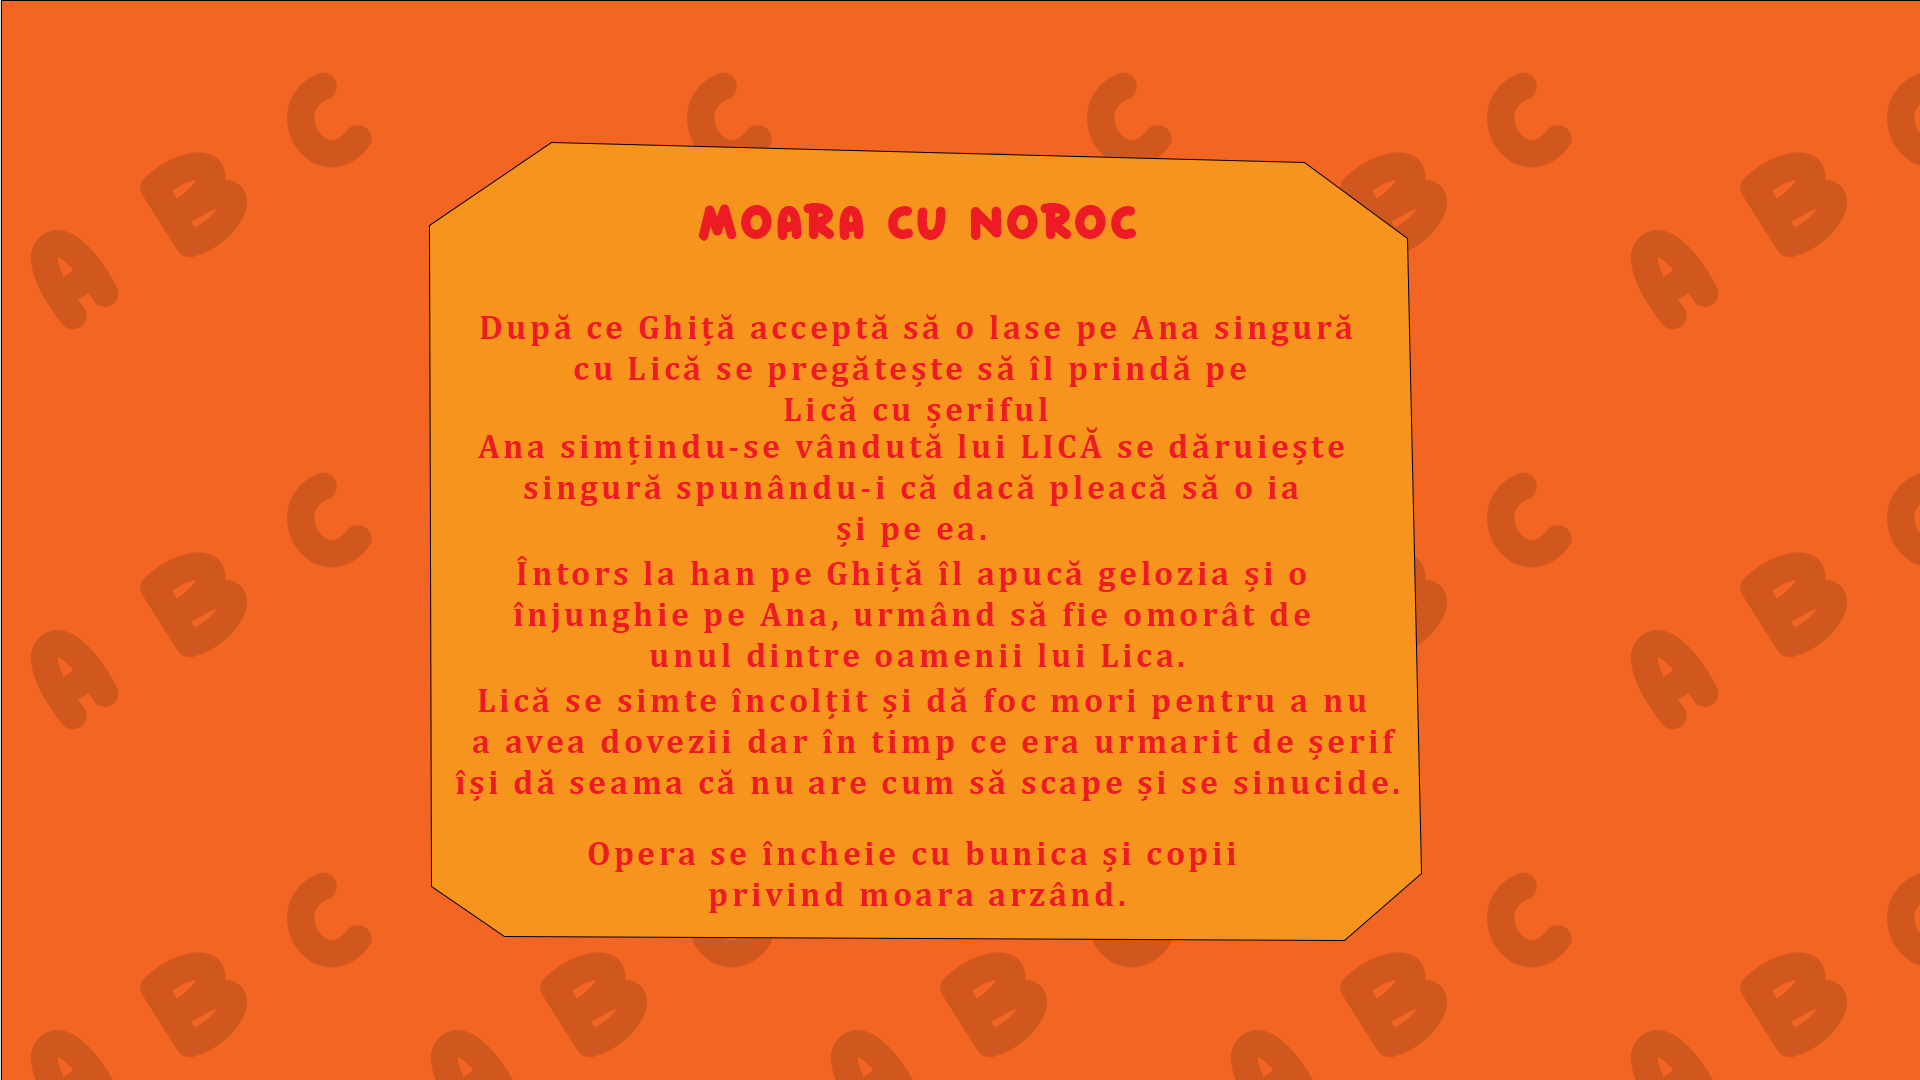 MOARA CU NOROC
După ce Ghiță acceptă să o lase pe Ana singură
cu Lică se pregătește să îl prindă pe
Lică cu șeriful
Ana simțindu-se vândută lui LICĂ se dăruiește
singură spunându-i că dacă pleacă să o ia
și pe ea.
Întors la han pe Ghiță îl apucă gelozia și o
înjunghie pe Ana, urmând să fie omorât de
unul dintre oamenii lui Lica.
Lică se simte încolțit și dă foc mori pentru a nu
a avea dovezii dar în timp ce era urmarit de șerif
își dă seama că nu are cum să scape și se sinucide.
Opera se încheie cu bunica și copii
privind moara arzând.